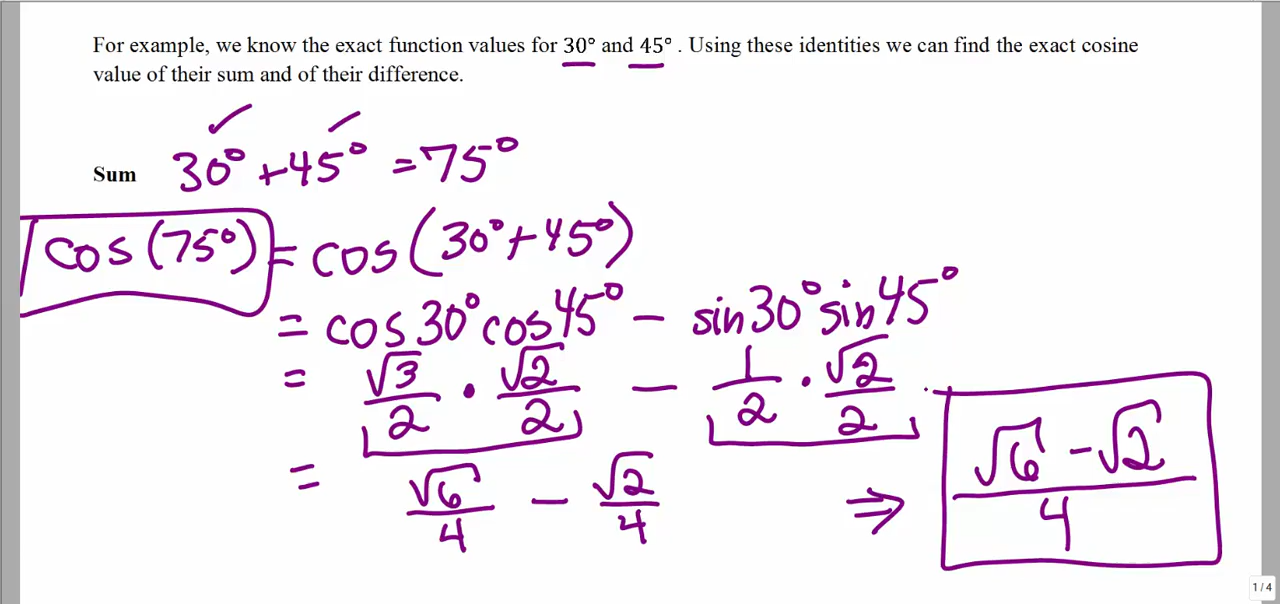 For example, we know the exact function values for 30° and 45° . Using these identities we can find the exact cosine
value of their sum and of their difference.
Sum 30° + 45° = 75°
cos (75°) = cos (30° + 45°)
= cos 30° cos 45° − sin 30° sin 45°
= √3/2 · √2/2 − 1/2 · √2/2
= √6/4 − √2/4 ⇒ (√6 − √2)/4
1/4